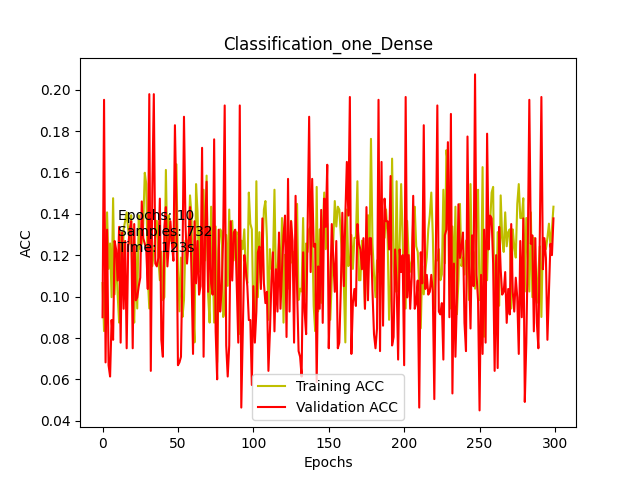 Classification_one_Dense
0.20
0.18
0.16
0.14
0.12
0.10
0.08
0.06
0.04
ACC
Epochs: 10
Samples: 732
Time: 123s
Training ACC
Validation ACC
0
50
100
150
200
250
300
Epochs